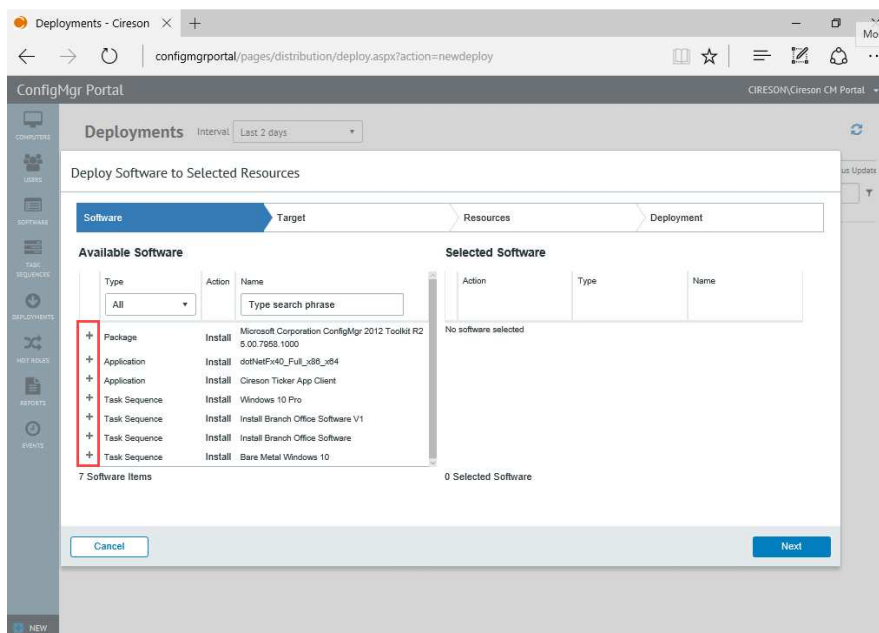 Deployments - Cireson
Mo
configmgrportal/pages/distribution/deploy.aspx?action=newdeploy
ConfigMgr Portal
CIRESON\Cireson CM Portal
COMPUTERS
Deployments Interval Last 2 days
USERS
Deploy Software to Selected Resources
us Update
SOFTWARE
Software Target Resources Deployment
TASK SEQUENCES
Available Software
Selected Software
Type Action Name
Action Type Name
All
Type search phrase
DEPLOYMENTS
No software selected
+ Package Install Microsoft Corporation ConfigMgr 2012 Toolkit R2 5.00.7958.1000
HOT ROLES
+ Application Install dotNetFx40_Full_x86_x64
+ Application Install Cireson Ticker App Client
REPORTS
+ Task Sequence Install Windows 10 Pro
+ Task Sequence Install Install Branch Office Software V1
EVENTS
+ Task Sequence Install Install Branch Office Software
+ Task Sequence Install Bare Metal Windows 10
7 Software Items
0 Selected Software
Cancel
Next
NEW